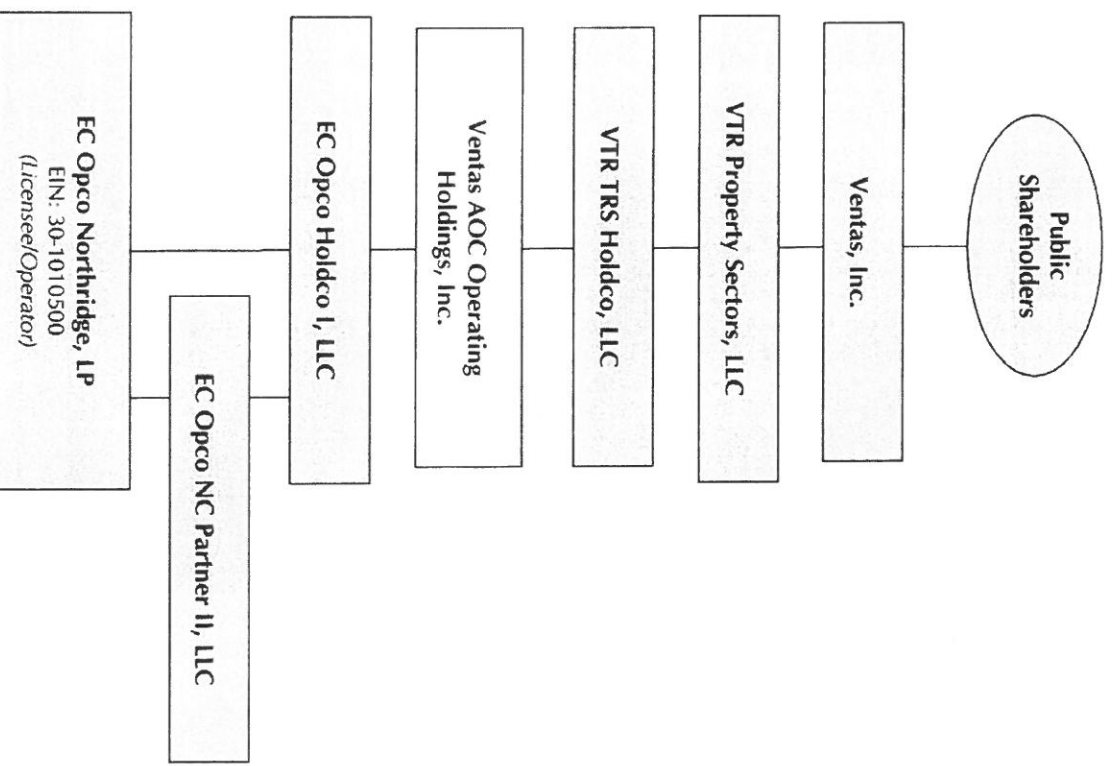 Public
Shareholders
Ventas, Inc.
VTR Property Sectors, LLC
VTR TRS Holdco, LLC
Ventas AOC Operating
Holdings, Inc.
EC Opco Holdco I, LLC
EC Opco NC Partner II, LLC
EC Opco Northridge, LP
EIN: 30-1010500
(Licensee/Operator)